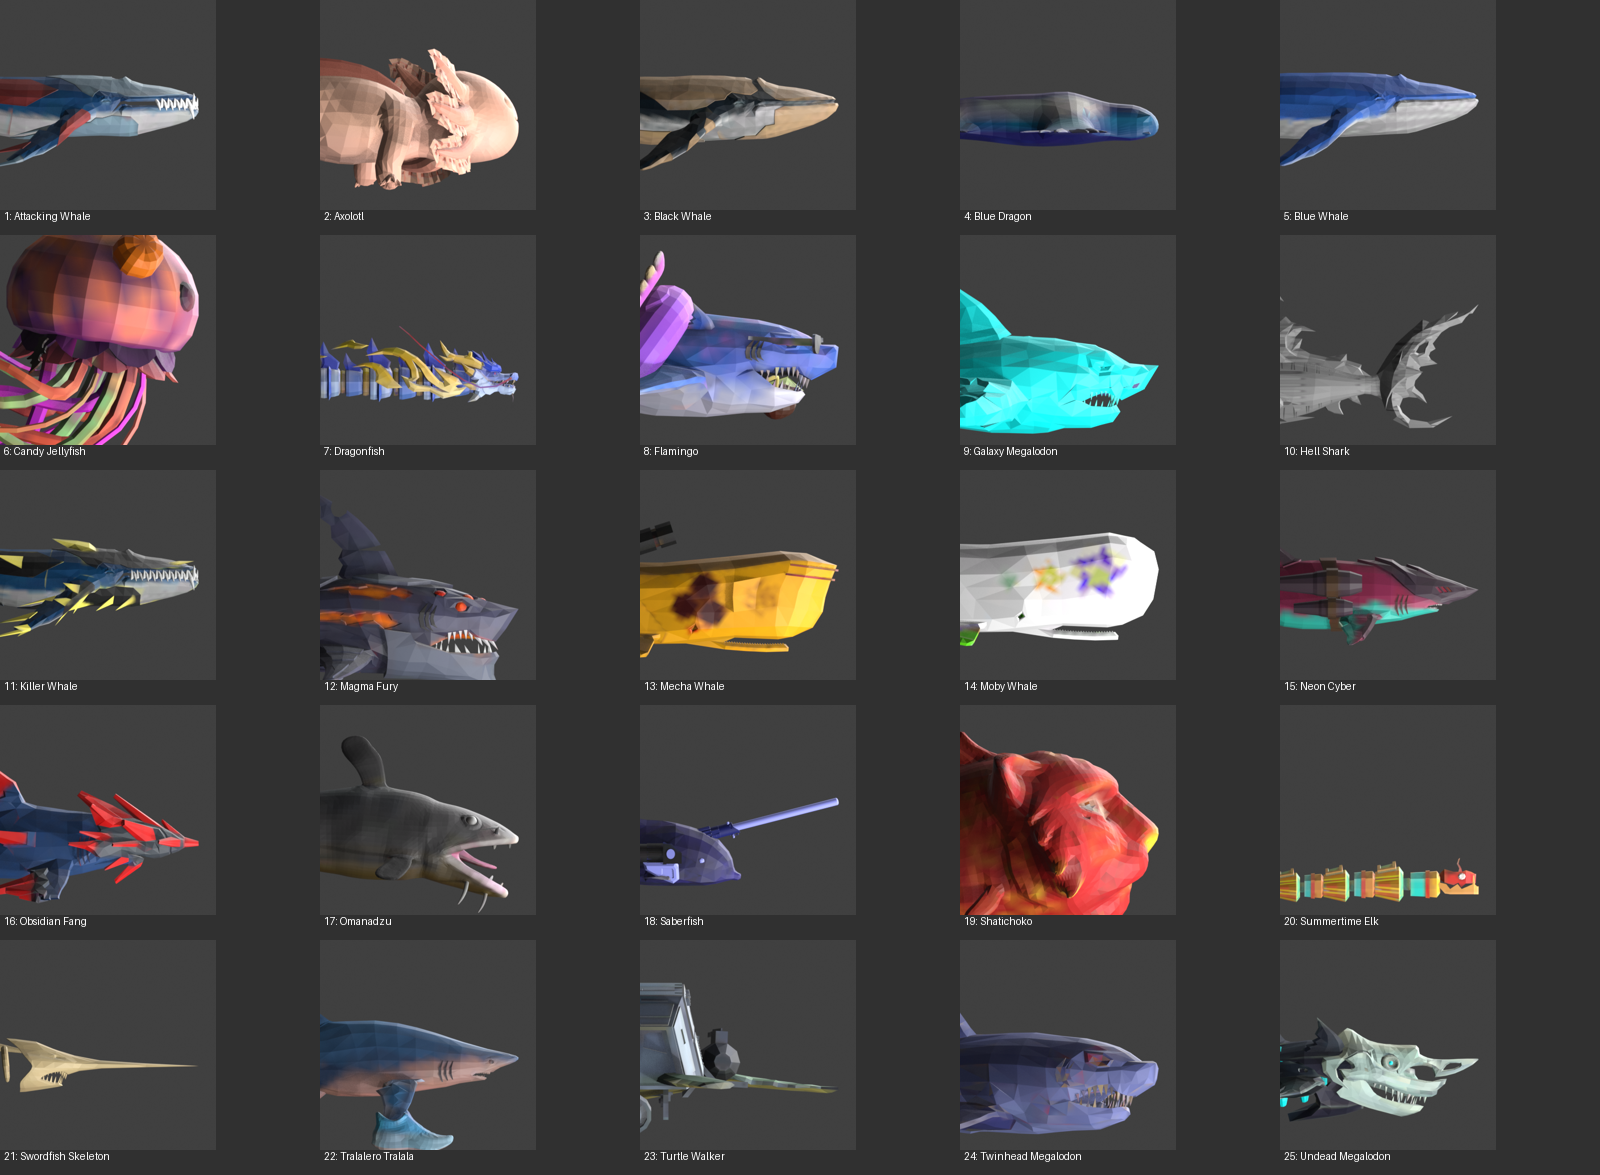 1: Attacking Whale
2: Axolotl
3: Black Whale
4: Blue Dragon
5: Blue Whale
6: Candy Jellyfish
7: Dragonfish
8: Flamingo
9: Galaxy Megalodon
10: Hell Shark
11: Killer Whale
12: Magma Fury
13: Mecha Whale
14: Moby Whale
15: Neon Cyber
16: Obsidian Fang
17: Omanadzu
18: Saberfish
19: Shatichoko
20: Summertime Elk
21: Swordfish Skeleton
22: Tralalero Tralala
23: Turtle Walker
24: Twinhead Megalodon
25: Undead Megalodon